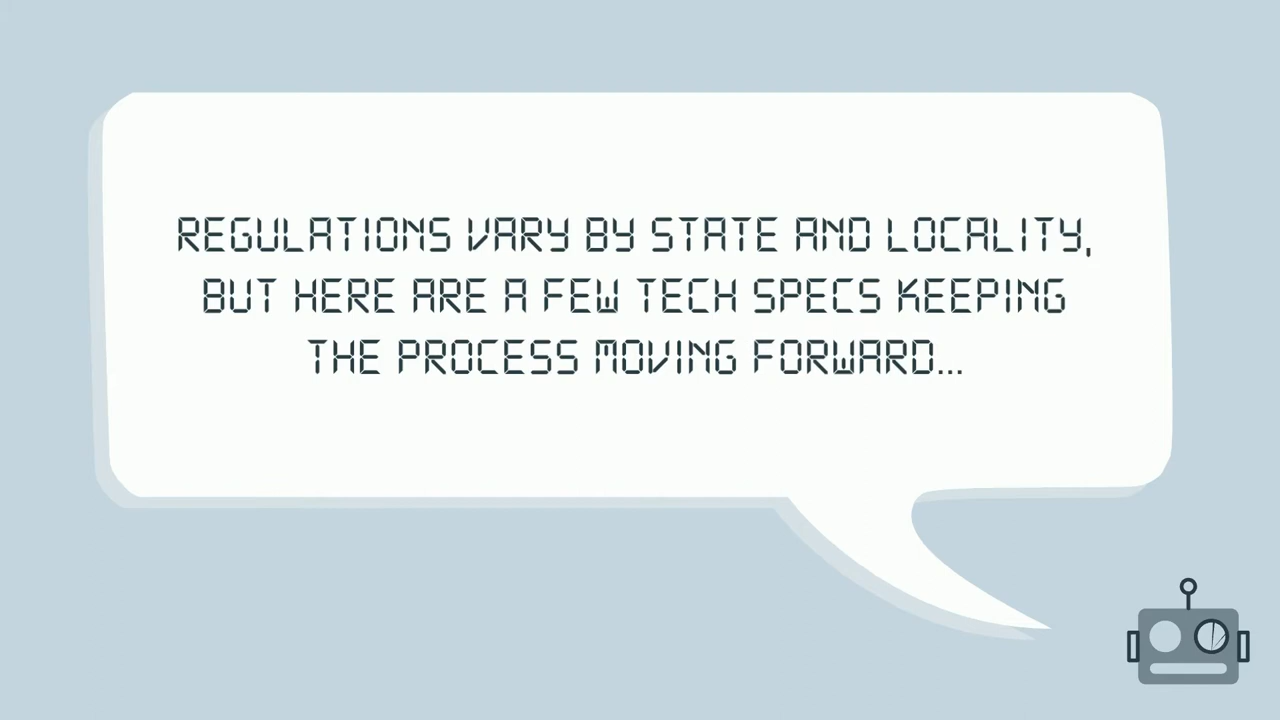 REGULATIONS VARY BY STATE AND LOCALITY,
BUT HERE ARE A FEW TECH SPECS KEEPING
THE PROCESS MOVING FORWARD...